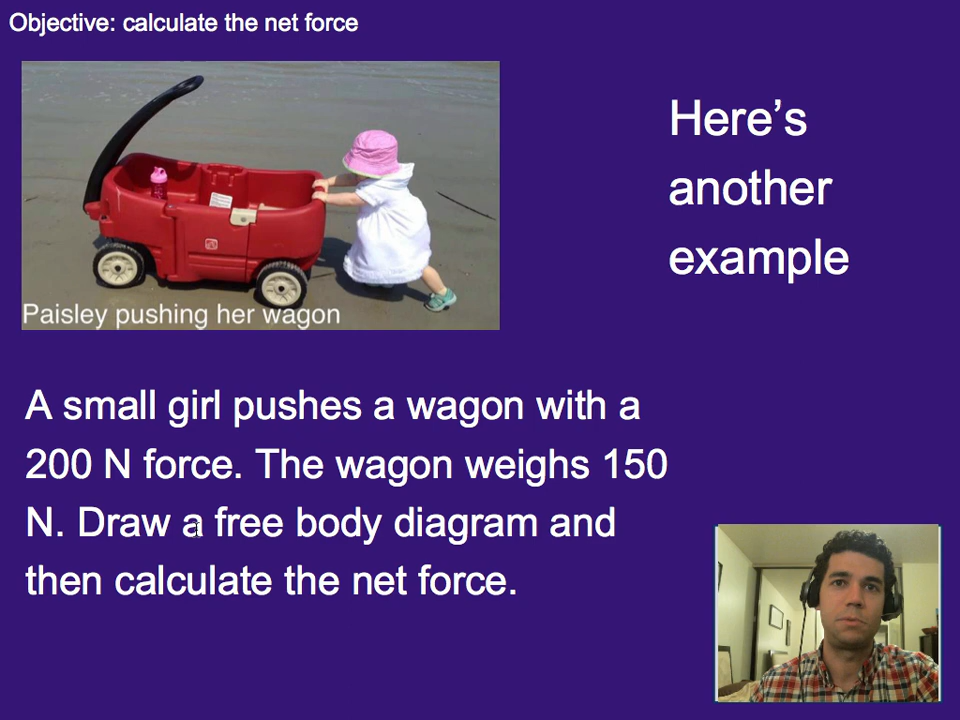 Objective: calculate the net force
Here's
another
example
Paisley pushing her wagon
A small girl pushes a wagon with a
200 N force. The wagon weighs 150
N. Draw a free body diagram and
then calculate the net force.